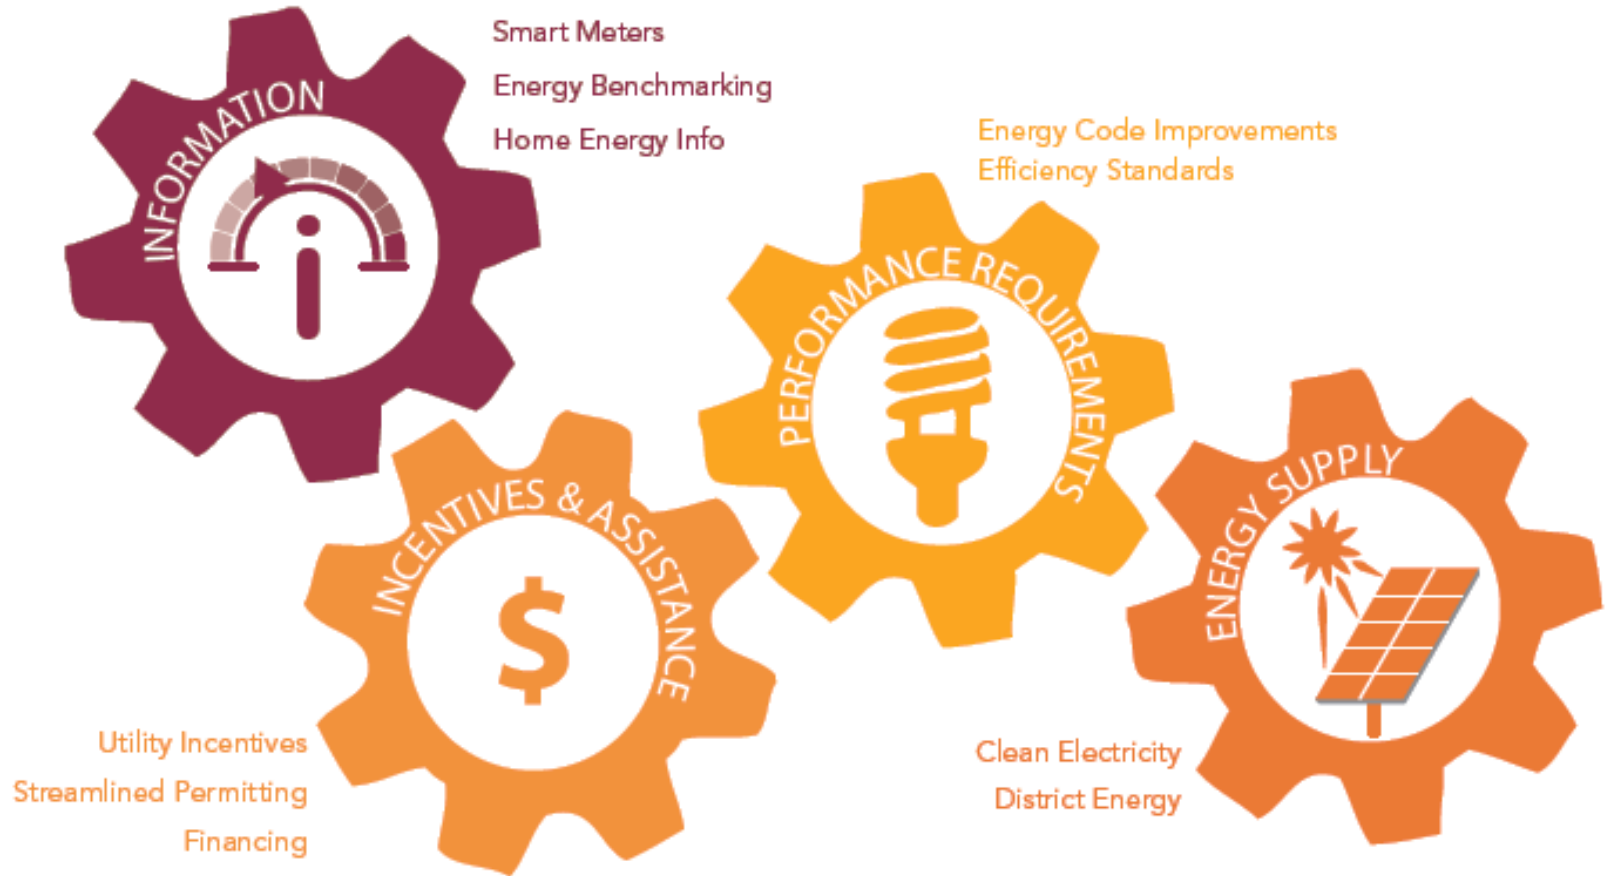 INFORMATION
i
Smart Meters
Energy Benchmarking
Home Energy Info
INCENTIVES & ASSISTANCE
$
Utility Incentives
Streamlined Permitting
Financing
PERFORMANCE REQUIREMENTS
Energy Code Improvements
Efficiency Standards
ENERGY SUPPLY
Clean Electricity
District Energy